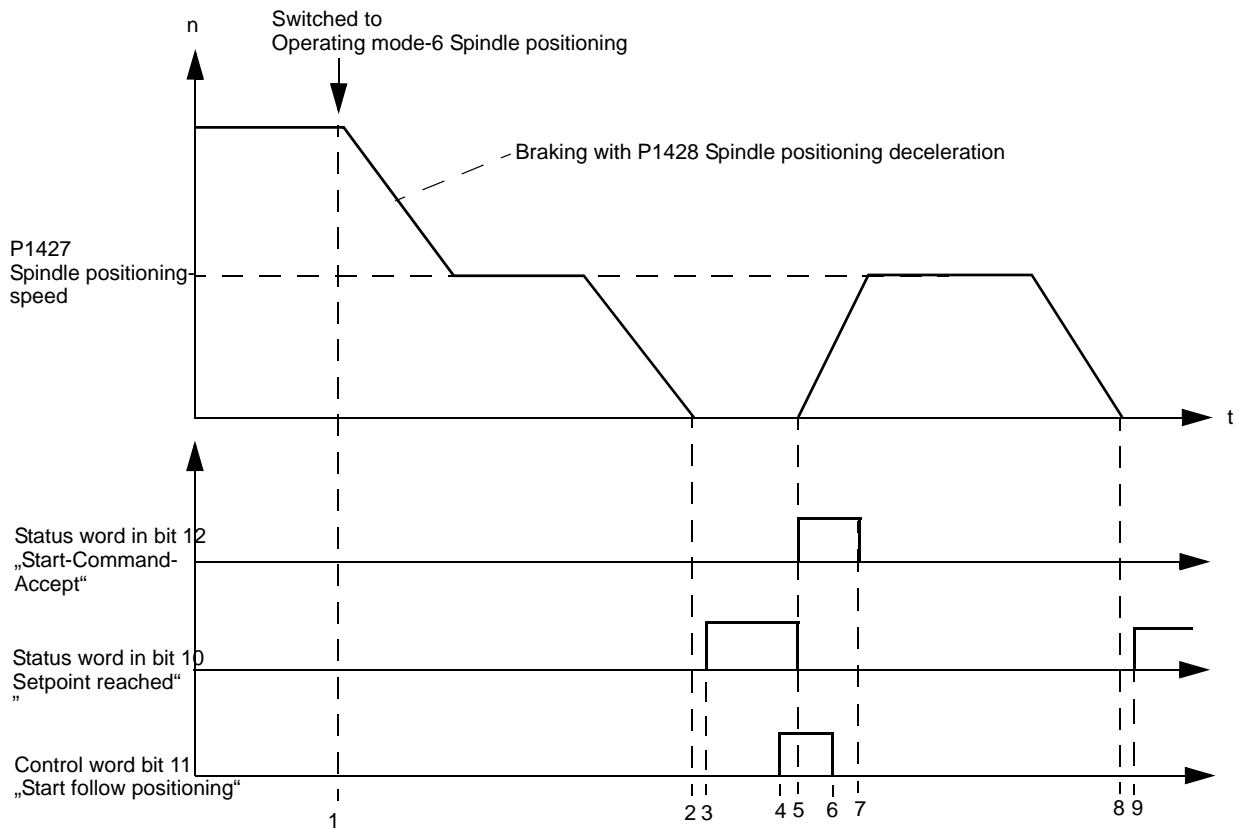 n
Switched to
Operating mode-6 Spindle positioning
Braking with P1428 Spindle positioning deceleration
P1427
Spindle positioning
speed
t
Status word in bit 12
„Start-Command-
Accept“
Status word in bit 10
Setpoint reached“
”
Control word bit 11
„Start follow positioning“
1
2 3 4 5 6 7 8 9